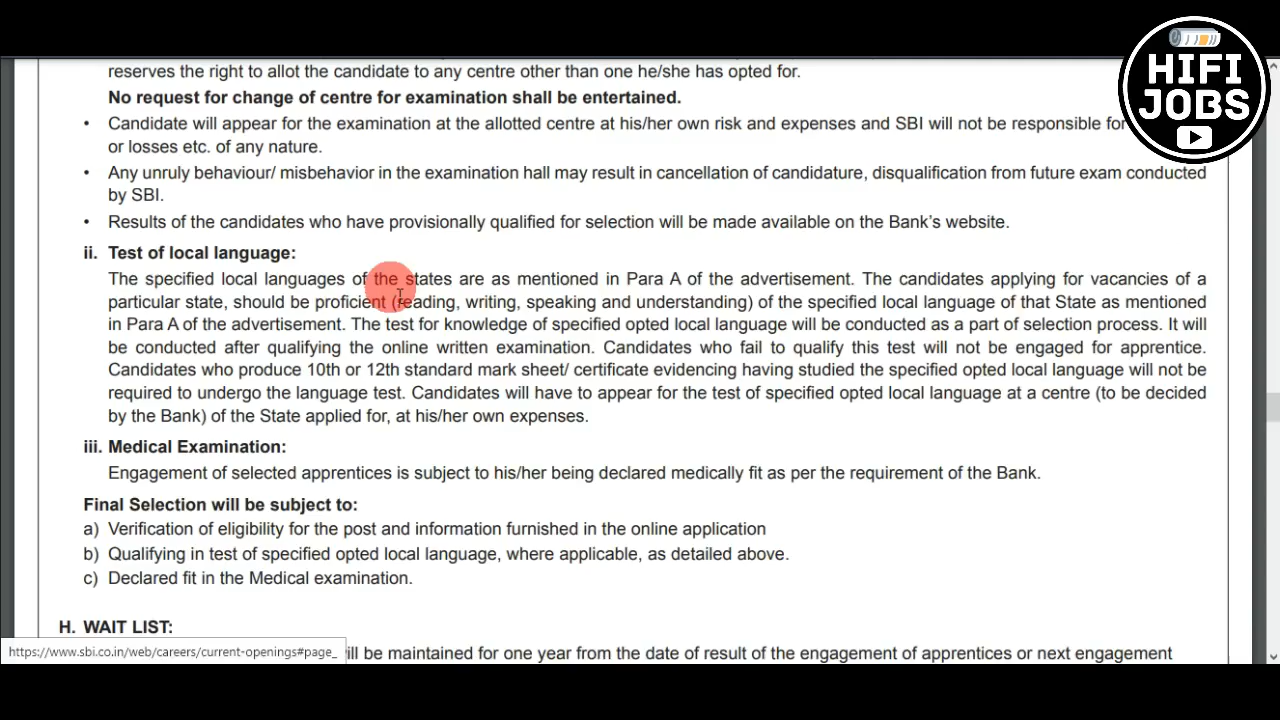 reserves the right to allot the candidate to any centre other than one he/she has opted for.
No request for change of centre for examination shall be entertained.
• Candidate will appear for the examination at the allotted centre at his/her own risk and expenses and SBI will not be responsible for
or losses etc. of any nature.
• Any unruly behaviour/ misbehavior in the examination hall may result in cancellation of candidature, disqualification from future exam conducted
by SBI.
• Results of the candidates who have provisionally qualified for selection will be made available on the Bank's website.
ii. Test of local language:
The specified local languages of the states are as mentioned in Para A of the advertisement. The candidates applying for vacancies of a
particular state, should be proficient (reading, writing, speaking and understanding) of the specified local language of that State as mentioned
in Para A of the advertisement. The test for knowledge of specified opted local language will be conducted as a part of selection process. It will
be conducted after qualifying the online written examination. Candidates who fail to qualify this test will not be engaged for apprentice.
Candidates who produce 10th or 12th standard mark sheet/ certificate evidencing having studied the specified opted local language will not be
required to undergo the language test. Candidates will have to appear for the test of specified opted local language at a centre (to be decided
by the Bank) of the State applied for, at his/her own expenses.
iii. Medical Examination:
Engagement of selected apprentices is subject to his/her being declared medically fit as per the requirement of the Bank.
Final Selection will be subject to:
a) Verification of eligibility for the post and information furnished in the online application
b) Qualifying in test of specified opted local language, where applicable, as detailed above.
c) Declared fit in the Medical examination.
H. WAIT LIST:
https://www.sbi.co.in/web/careers/current-openings#page_
ill be maintained for one year from the date of result of the engagement of apprentices or next engagement
HIFI
JOBS